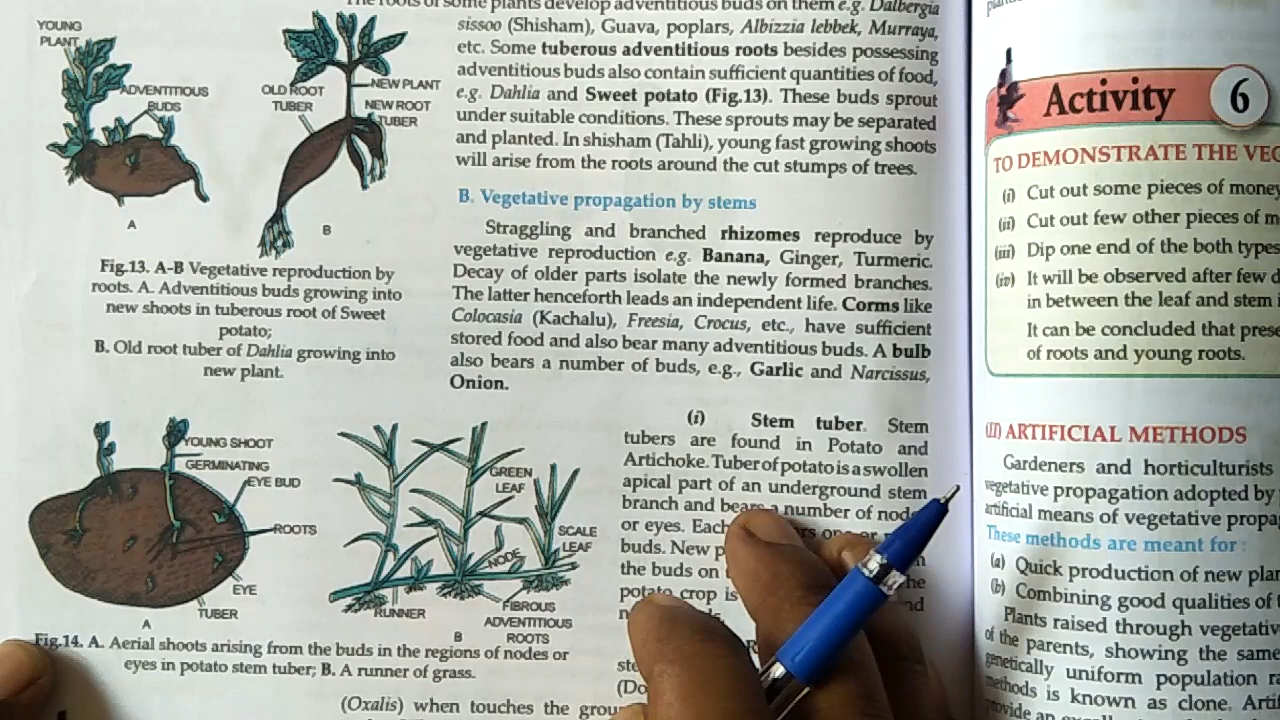 The roots of some plants develop adventitious buds on them e.g. Dalbergia
sissoo (Shisham), Guava, poplars, Albizzia lebbek, Murraya,
etc. Some tuberous adventitious roots besides possessing
adventitious buds also contain sufficient quantities of food,
e.g. Dahlia and Sweet potato (Fig.13). These buds sprout
under suitable conditions. These sprouts may be separated
and planted. In shisham (Tahli), young fast growing shoots
will arise from the roots around the cut stumps of trees.
YOUNG
PLANT
ADVENTITIOUS
BUDS
A
OLD ROOT
TUBER
NEW PLANT
NEW ROOT
TUBER
B
Fig.13. A-B Vegetative reproduction by
roots. A. Adventitious buds growing into
new shoots in tuberous root of Sweet
potato;
B. Old root tuber of Dahlia growing into
new plant.
B. Vegetative propagation by stems
Straggling and branched rhizomes reproduce by
vegetative reproduction e.g. Banana, Ginger, Turmeric.
Decay of older parts isolate the newly formed branches.
The latter henceforth leads an independent life. Corms like
Colocasia (Kachalu), Freesia, Crocus, etc., have sufficient
stored food and also bear many adventitious buds. A bulb
also bears a number of buds, e.g., Garlic and Narcissus,
Onion.
YOUNG SHOOT
GERMINATING
EYE BUD
ROOTS
EYE
TUBER
A
GREEN
LEAF
SCALE
LEAF
NODE
RUNNER
FIBROUS
ADVENTITIOUS
ROOTS
B
Fig.14. A. Aerial shoots arising from the buds in the regions of nodes or
eyes in potato stem tuber; B. A runner of grass.
(i) Stem tuber. Stem
tubers are found in Potato and
Artichoke. Tuber of potato is a swollen
apical part of an underground stem
branch and bears a number of
or eyes. Each
buds. New
the buds on
potato crop is
(Oxalis) when touches the
Activity 6
TO DEMONSTRATE THE
(i) Cut out some pieces of money
(ii) Cut out few other pieces of
(iii) Dip one end of the both types
(iv) It will be observed after few
in between the leaf and stem
It can be concluded that
of roots and young roots.
(II) ARTIFICIAL METHODS
Gardeners and horticulturists
vegetative propagation adopted by
artificial means of vegetative
These methods are meant for :
(a) Quick production of new
(b) Combining good qualities of
Plants raised through
of the parents, showing the same
genetically uniform population
methods is known as clone.
provide an